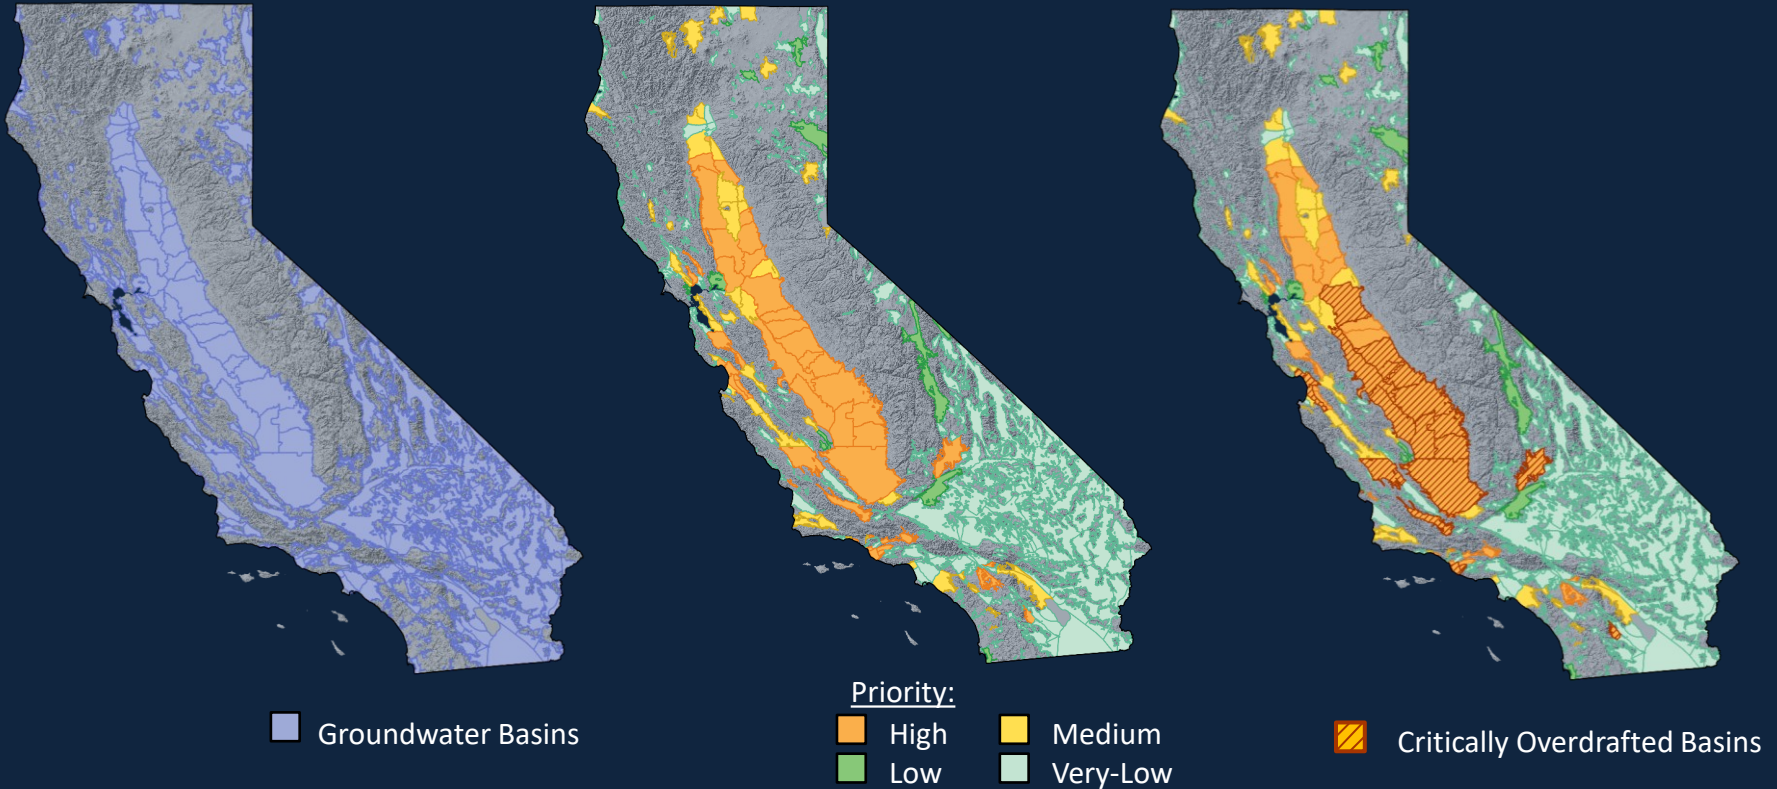 Priority:
Groundwater Basins
High
Medium
Low
Very-Low
Critically Overdrafted Basins